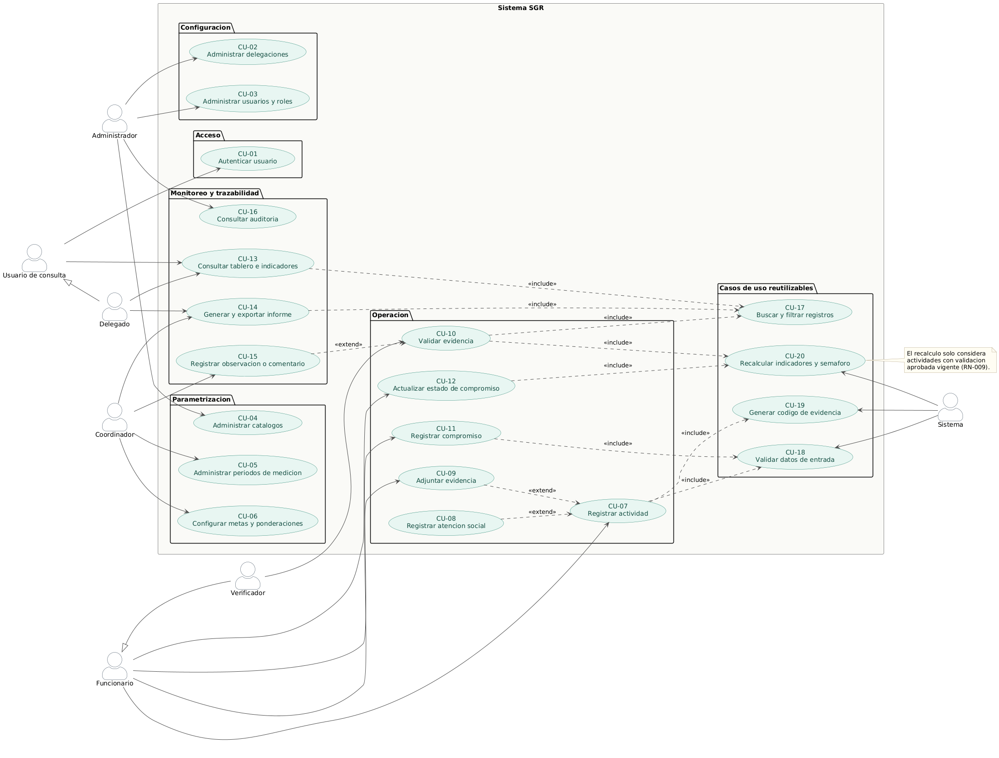 Sistema SGR
Configuracion
CU-02
Administrar delegaciones
CU-03
Administrar usuarios y roles
Administrador
Acceso
CU-01
Autenticar usuario
Monitoreo y trazabilidad
CU-16
Consultar auditoria
CU-13
Consultar tablero e indicadores
Usuario de consulta
CU-14
Generar y exportar informe
Delegado
CU-15
Registrar observacion o comentario
Parametrizacion
CU-04
Administrar catalogos
Coordinador
CU-05
Administrar periodos de medicion
CU-06
Configurar metas y ponderaciones
Operacion
CU-10
Validar evidencia
CU-12
Actualizar estado de compromiso
CU-11
Registrar compromiso
CU-09
Adjuntar evidencia
CU-08
Registrar atencion social
CU-07
Registrar actividad
«include»
«include»
«include»
«extend»
«include»
«include»
«include»
«include»
«include»
«extend»
«extend»
Casos de uso reutilizables
CU-17
Buscar y filtrar registros
CU-20
Recalcular indicadores y semaforo
CU-19
Generar codigo de evidencia
CU-18
Validar datos de entrada
El recalculo solo considera
actividades con validacion
aprobada vigente (RN-009).
Sistema
Verificador
Funcionario